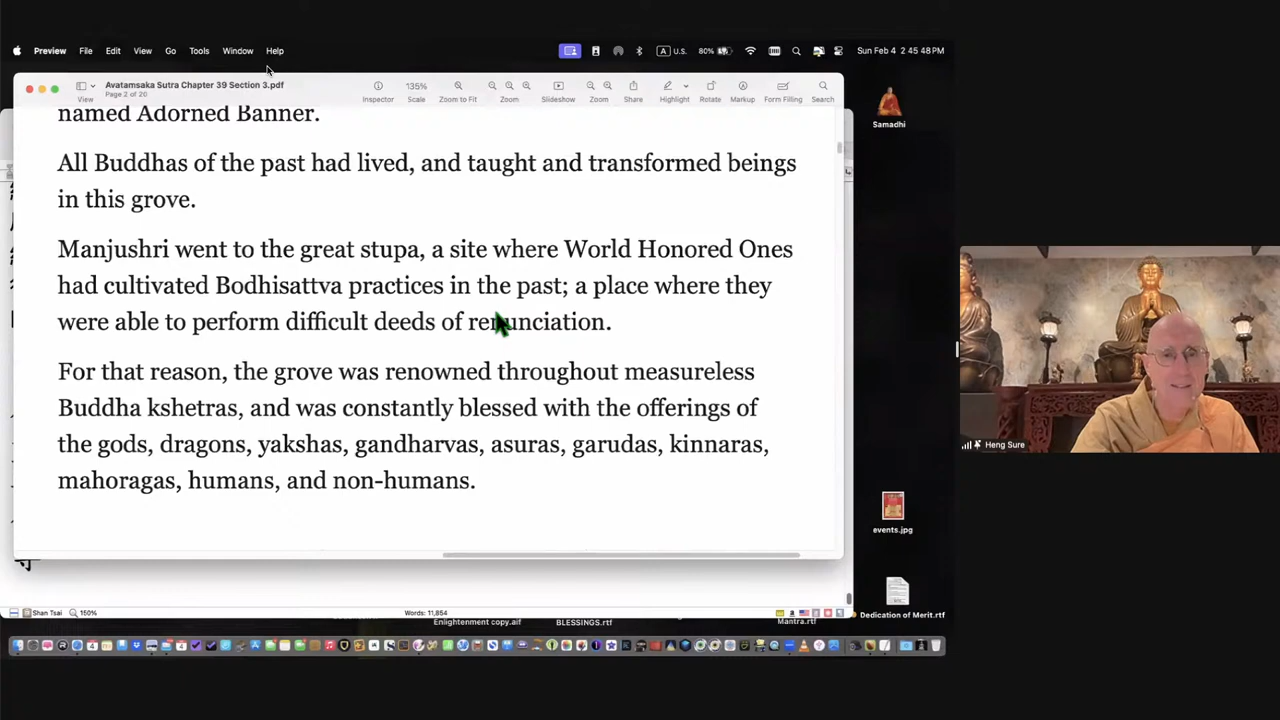 Preview File Edit View Go Tools Window Help
A U.S. 80% Sun Feb 4 2:45:48 PM
Avatamsaka Sutra Chapter 39 Section 3.pdf
Page 2 of 20
135%
View Inspector Scale Zoom to Fit Zoom Slideshow Zoom Share Highlight Rotate Markup Form Filling Search
named Adorned Banner.
All Buddhas of the past had lived, and taught and transformed beings
in this grove.
Manjushri went to the great stupa, a site where World Honored Ones
had cultivated Bodhisattva practices in the past; a place where they
were able to perform difficult deeds of renunciation.
For that reason, the grove was renowned throughout measureless
Buddha kshetras, and was constantly blessed with the offerings of
the gods, dragons, yakshas, gandharvas, asuras, garudas, kinnaras,
mahoragas, humans, and non-humans.
Samadhi
Heng Sure
events.jpg
Dedication of Merit.rtf
Shan Tsai 150% Words: 11,854
Enlightenment copy.aif BLESSINGS.rtf Mantra.rtf